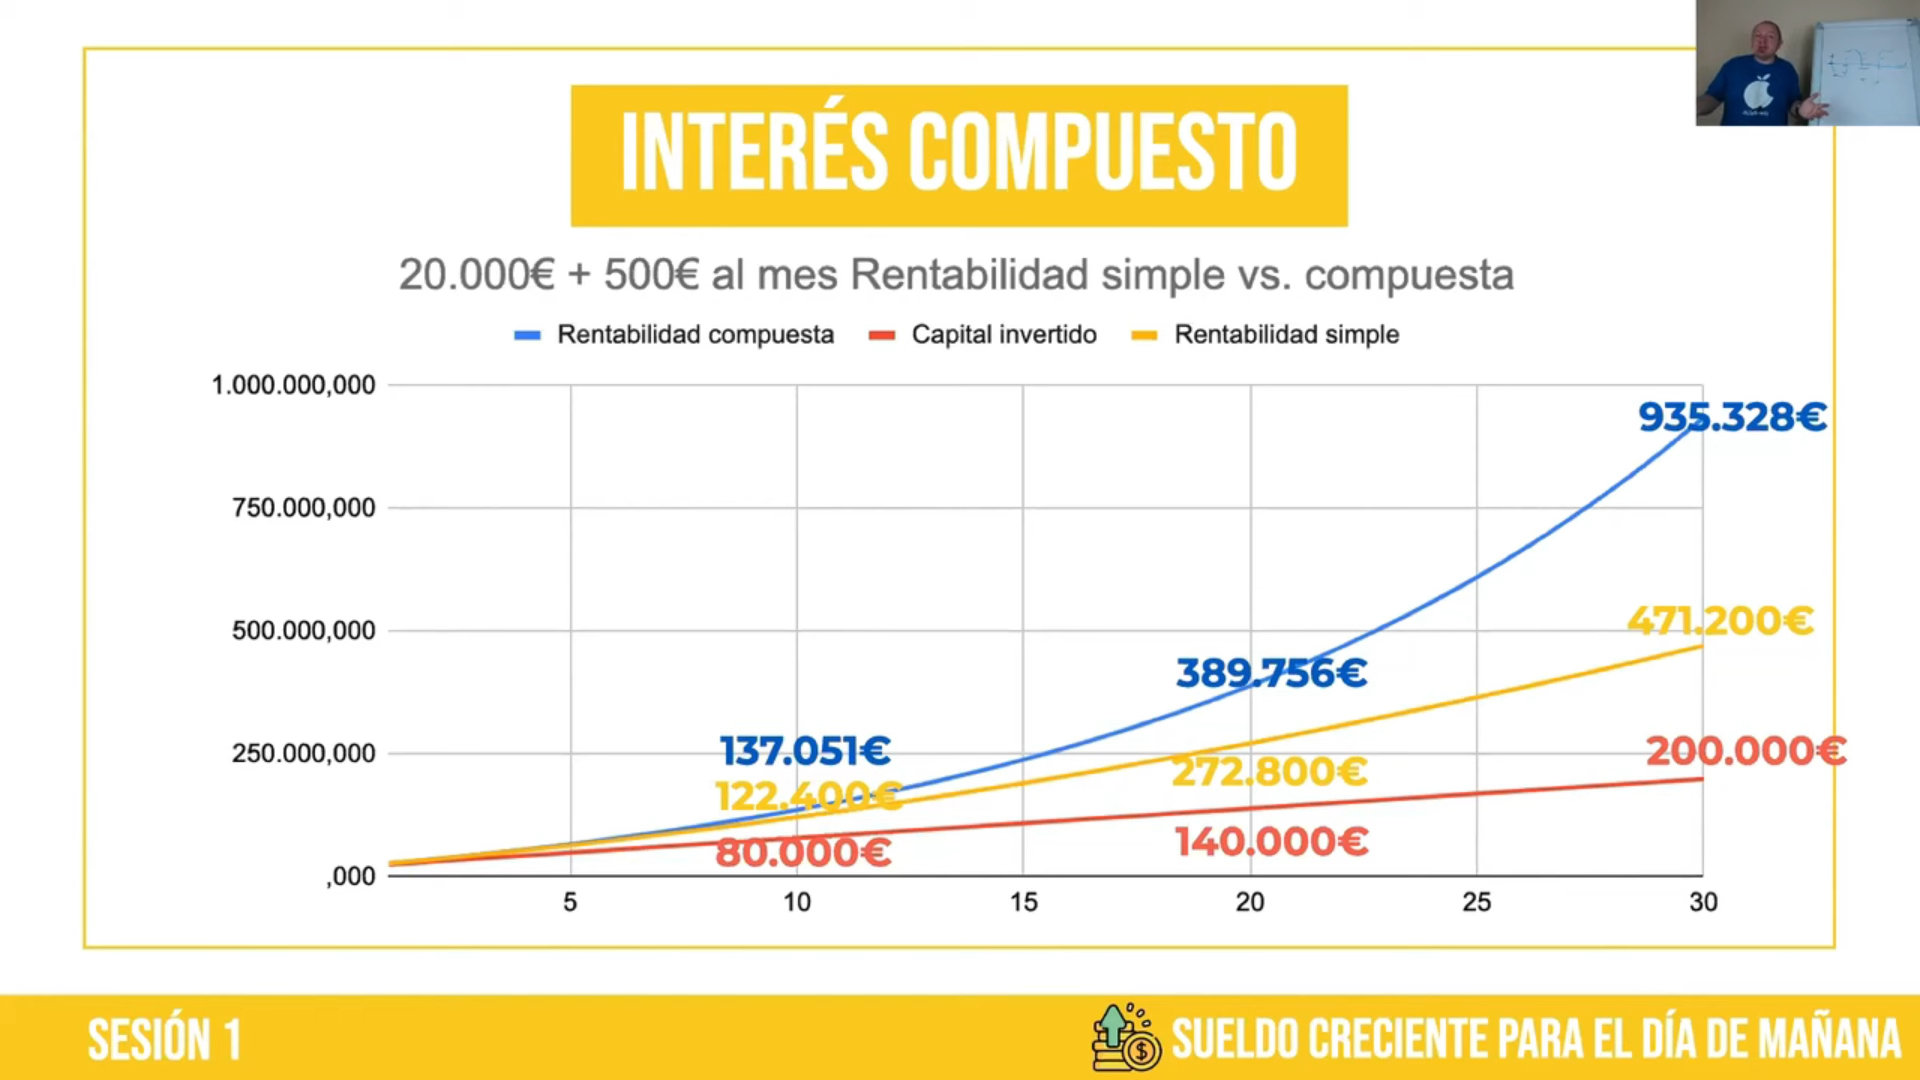 INTERÉS COMPUESTO
20.000€ + 500€ al mes Rentabilidad simple vs. compuesta
Rentabilidad compuesta Capital invertido Rentabilidad simple
1.000.000,000
935.328€
750.000,000
500.000,000
471.200€
389.756€
250.000,000
137.051€
200.000€
122.400€
272.800€
80.000€
140.000€
,000
5 10 15 20 25 30
SESIÓN 1
SUELDO CRECIENTE PARA EL DÍA DE MAÑANA